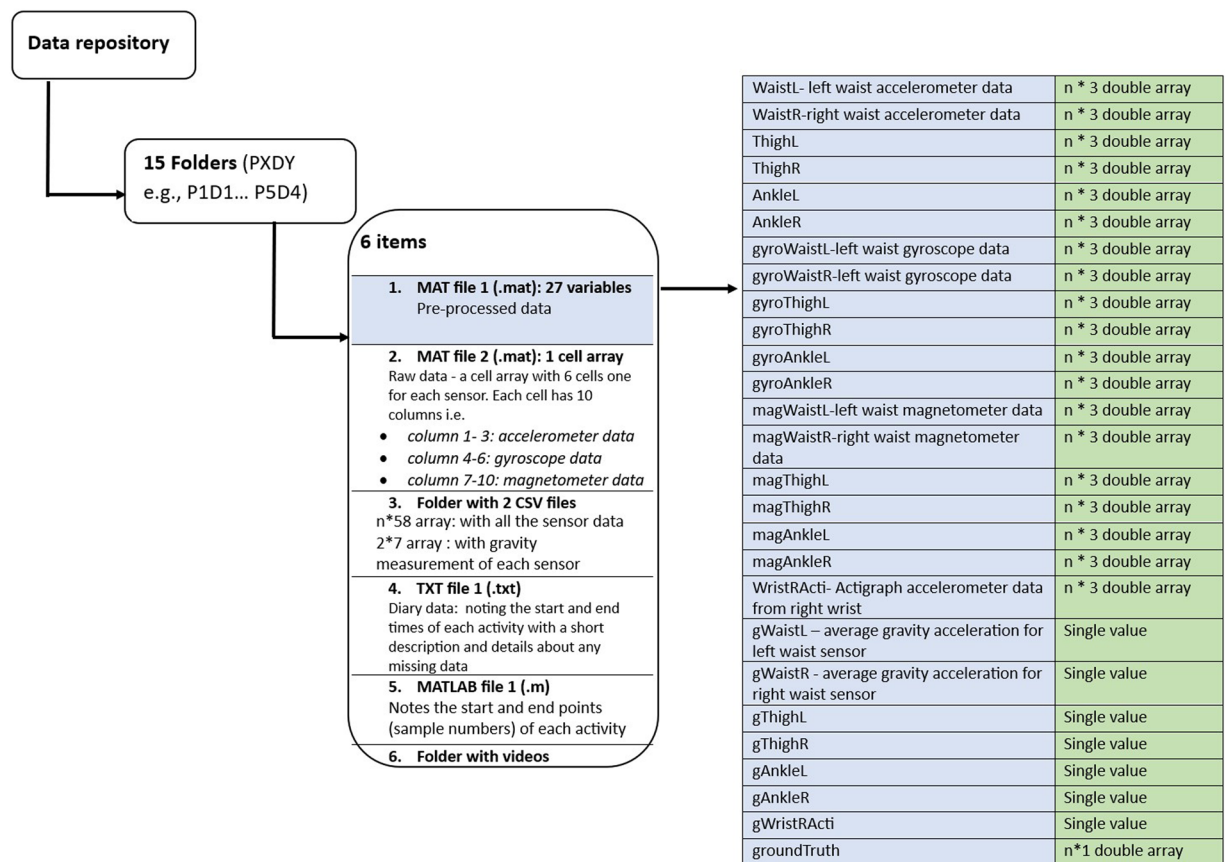 Data repository
15 Folders (PXDY
e.g., P1D1... P5D4)
6 items
1. MAT file 1 (.mat): 27 variables
Pre-processed data
2. MAT file 2 (.mat): 1 cell array
Raw data - a cell array with 6 cells one
for each sensor. Each cell has 10
columns i.e.
• column 1- 3: accelerometer data
• column 4-6: gyroscope data
• column 7-10: magnetometer data
3. Folder with 2 CSV files
n*58 array: with all the sensor data
2*7 array : with gravity
measurement of each sensor
4. TXT file 1 (.txt)
Diary data: noting the start and end
times of each activity with a short
description and details about any
missing data
5. MATLAB file 1 (.m)
Notes the start and end points
(sample numbers) of each activity
6. Folder with videos
WaistL- left waist accelerometer data n * 3 double array
WaistR-right waist accelerometer data n * 3 double array
ThighL n * 3 double array
ThighR n * 3 double array
AnkleL n * 3 double array
AnkleR n * 3 double array
gyroWaistL-left waist gyroscope data n * 3 double array
gyroWaistR-left waist gyroscope data n * 3 double array
gyroThighL n * 3 double array
gyroThighR n * 3 double array
gyroAnkleL n * 3 double array
gyroAnkleR n * 3 double array
magWaistL-left waist magnetometer data n * 3 double array
magWaistR-right waist magnetometer n * 3 double array
data
magThighL n * 3 double array
magThighR n * 3 double array
magAnkleL n * 3 double array
magAnkleR n * 3 double array
WristRActi- Actigraph accelerometer data n * 3 double array
from right wrist
gWaistL – average gravity acceleration for Single value
left waist sensor
gWaistR - average gravity acceleration for Single value
right waist sensor
gThighL Single value
gThighR Single value
gAnkleL Single value
gAnkleR Single value
gWristRActi Single value
groundTruth n*1 double array